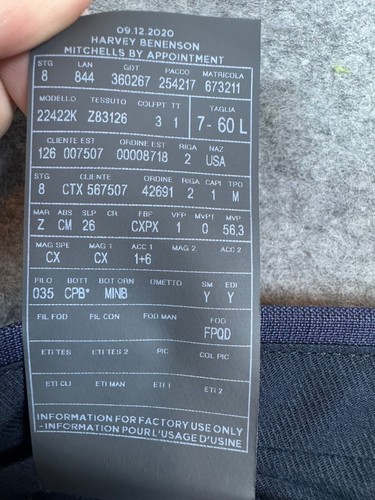 09.12.2020
HARVEY BENENSON
MITCHELLS BY APPOINTMENT
STG LAN GDT PACCO MATRICOLA
8 844 360267 254217 673211
MODELLO TESSUTO COL FPT TT TAGLIA
22422K Z83126 3 1 7 - 60 L
CLIENTE EST ORDINE EST RIGA NAZ
126 007507 00008718 2 USA
STG CLIENTE ORDINE RIGA CAPI TPO
8 CTX 567507 42691 2 1 M
MAR ABS SLP CR FBF VFP MVPT MVP
Z CM 26 CXPX 1 0 56,3
MAG SPE MAG 1 ACC 1 MAG 2 ACC 2
CX CX 1+6
FILO BOTT BOT ORN OMETTO SM EDI
035 CPB* MINB Y Y
FIL FOD FIL CON FOD MAN FOD
FPQD
ETI TES ETI TES 2 PIC COL PIC
ETI CLI ETI MAN ETI 1 ETI 2
INFORMATION FOR FACTORY USE ONLY
- INFORMATION POUR L'USAGE D'USINE